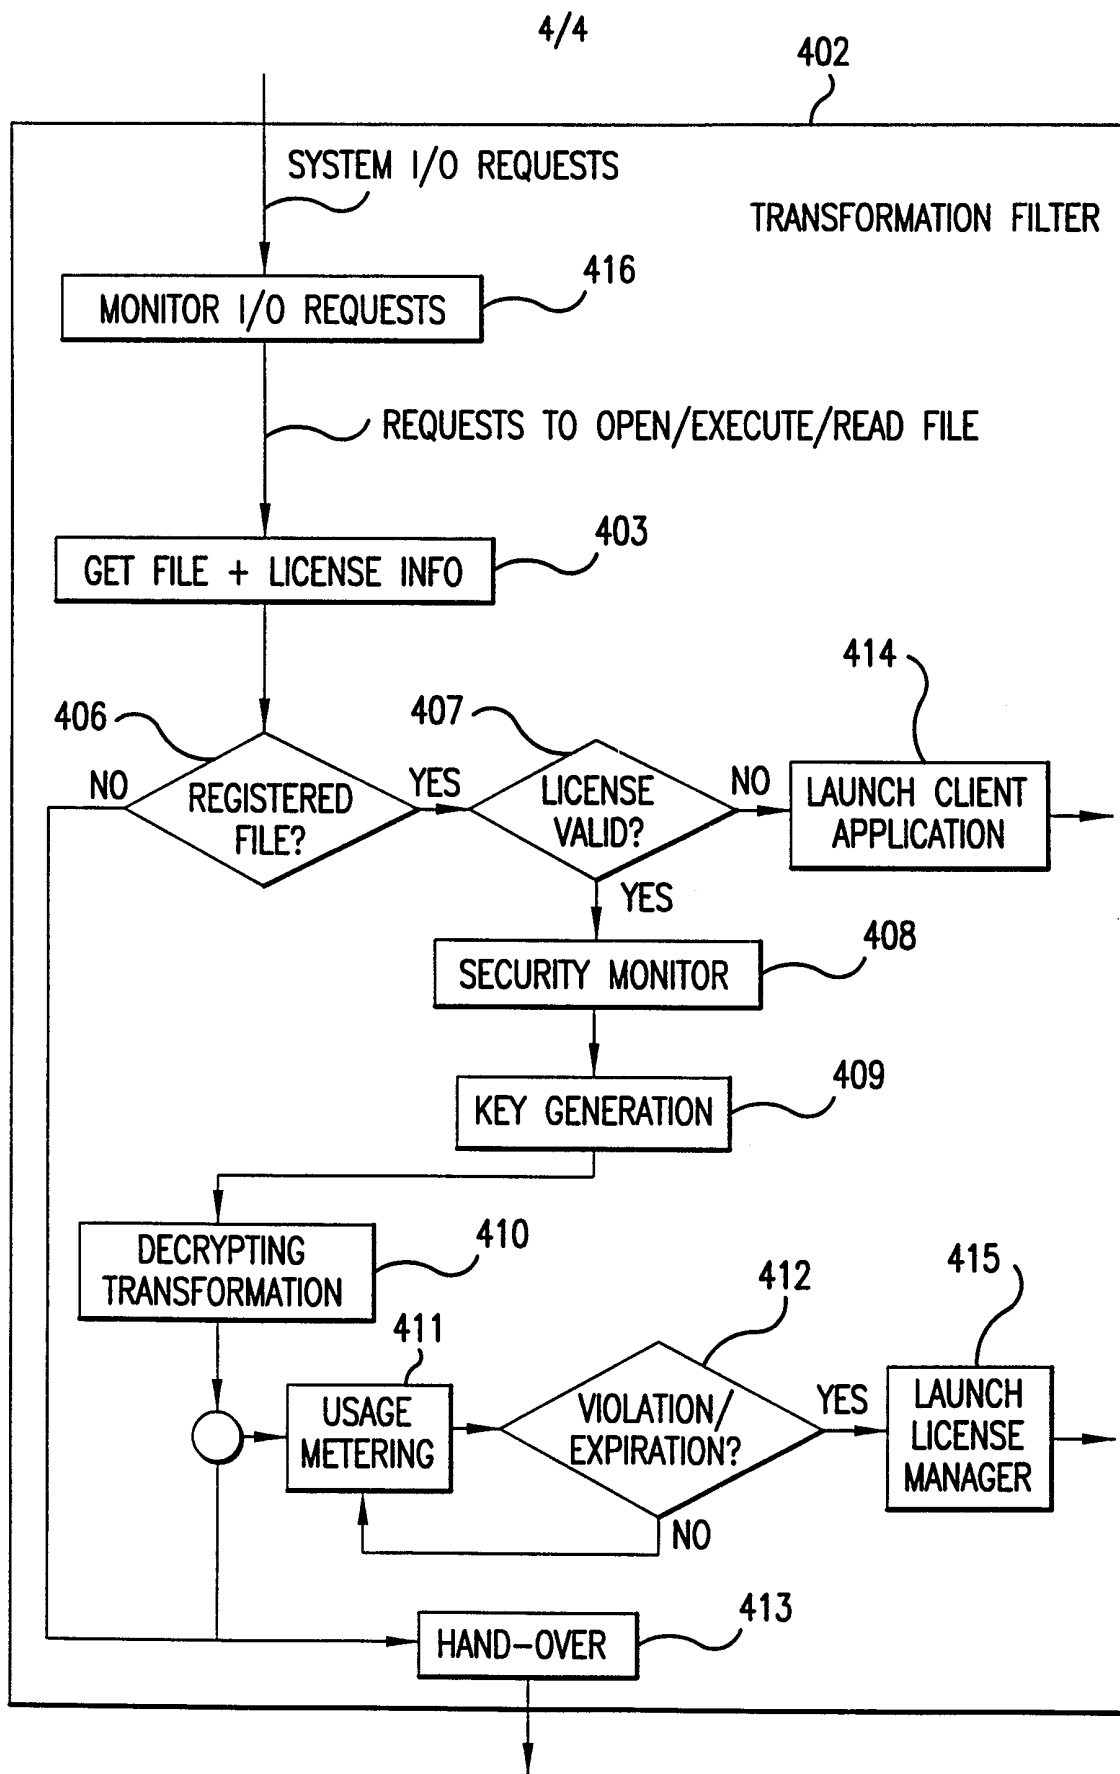 4/4
402
SYSTEM I/O REQUESTS
TRANSFORMATION FILTER
416
MONITOR I/O REQUESTS
REQUESTS TO OPEN/EXECUTE/READ FILE
403
GET FILE + LICENSE INFO
414
406
407
NO
YES
NO
REGISTERED
FILE?
LICENSE
VALID?
LAUNCH CLIENT
APPLICATION
YES
408
SECURITY MONITOR
409
KEY GENERATION
410
DECRYPTING
TRANSFORMATION
411
412
415
USAGE
METERING
VIOLATION/
EXPIRATION?
YES
LAUNCH
LICENSE
MANAGER
NO
413
HAND-OVER